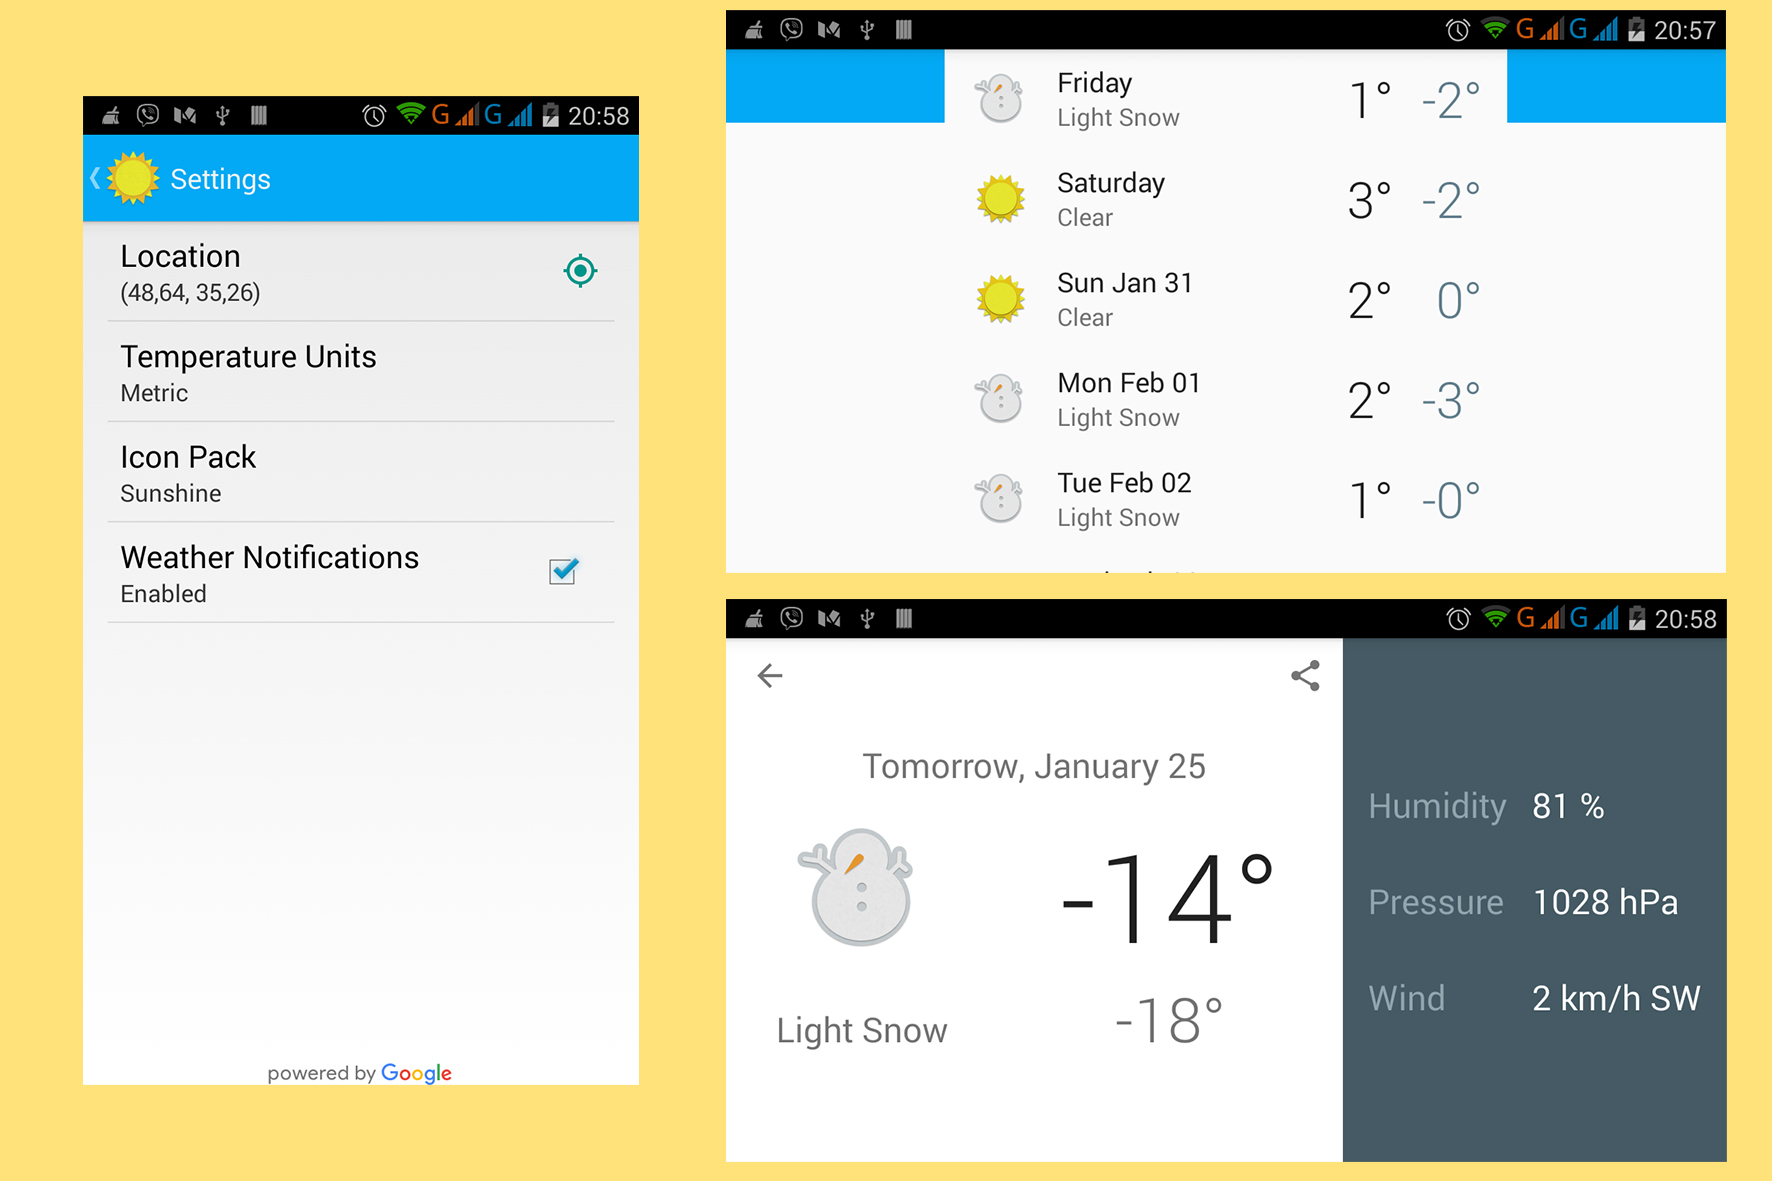 G G 20:58
Settings
Location
(48,64, 35,26)
Temperature Units
Metric
Icon Pack
Sunshine
Weather Notifications
Enabled
powered by Google
G G 20:57
Friday
Light Snow
1° -2°
Saturday
Clear
3° -2°
Sun Jan 31
Clear
2° 0°
Mon Feb 01
Light Snow
2° -3°
Tue Feb 02
Light Snow
1° -0°
G G 20:58
Tomorrow, January 25
-14°
-18°
Light Snow
Humidity 81 %
Pressure 1028 hPa
Wind 2 km/h SW